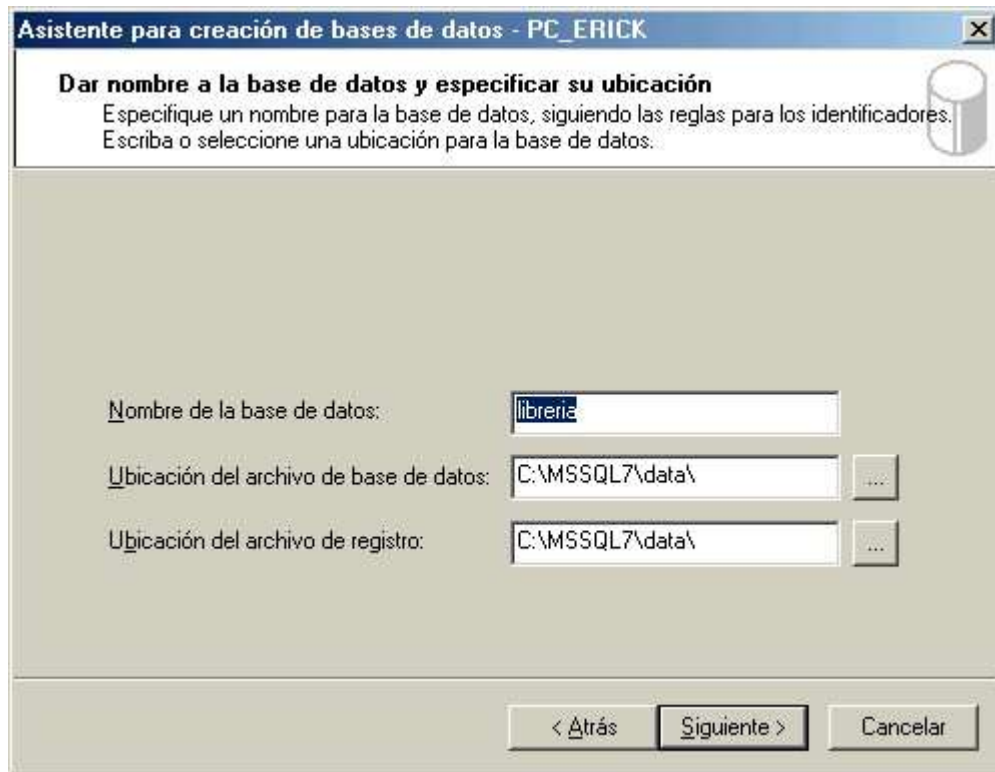 Asistente para creación de bases de datos - PC_ERICK
Dar nombre a la base de datos y especificar su ubicación
Especifique un nombre para la base de datos, siguiendo las reglas para los identificadores.
Escriba o seleccione una ubicación para la base de datos.
Nombre de la base de datos: libreria
Ubicación del archivo de base de datos: C:\MSSQL7\data\ ...
Ubicación del archivo de registro: C:\MSSQL7\data\ ...
< Atrás Siguiente > Cancelar